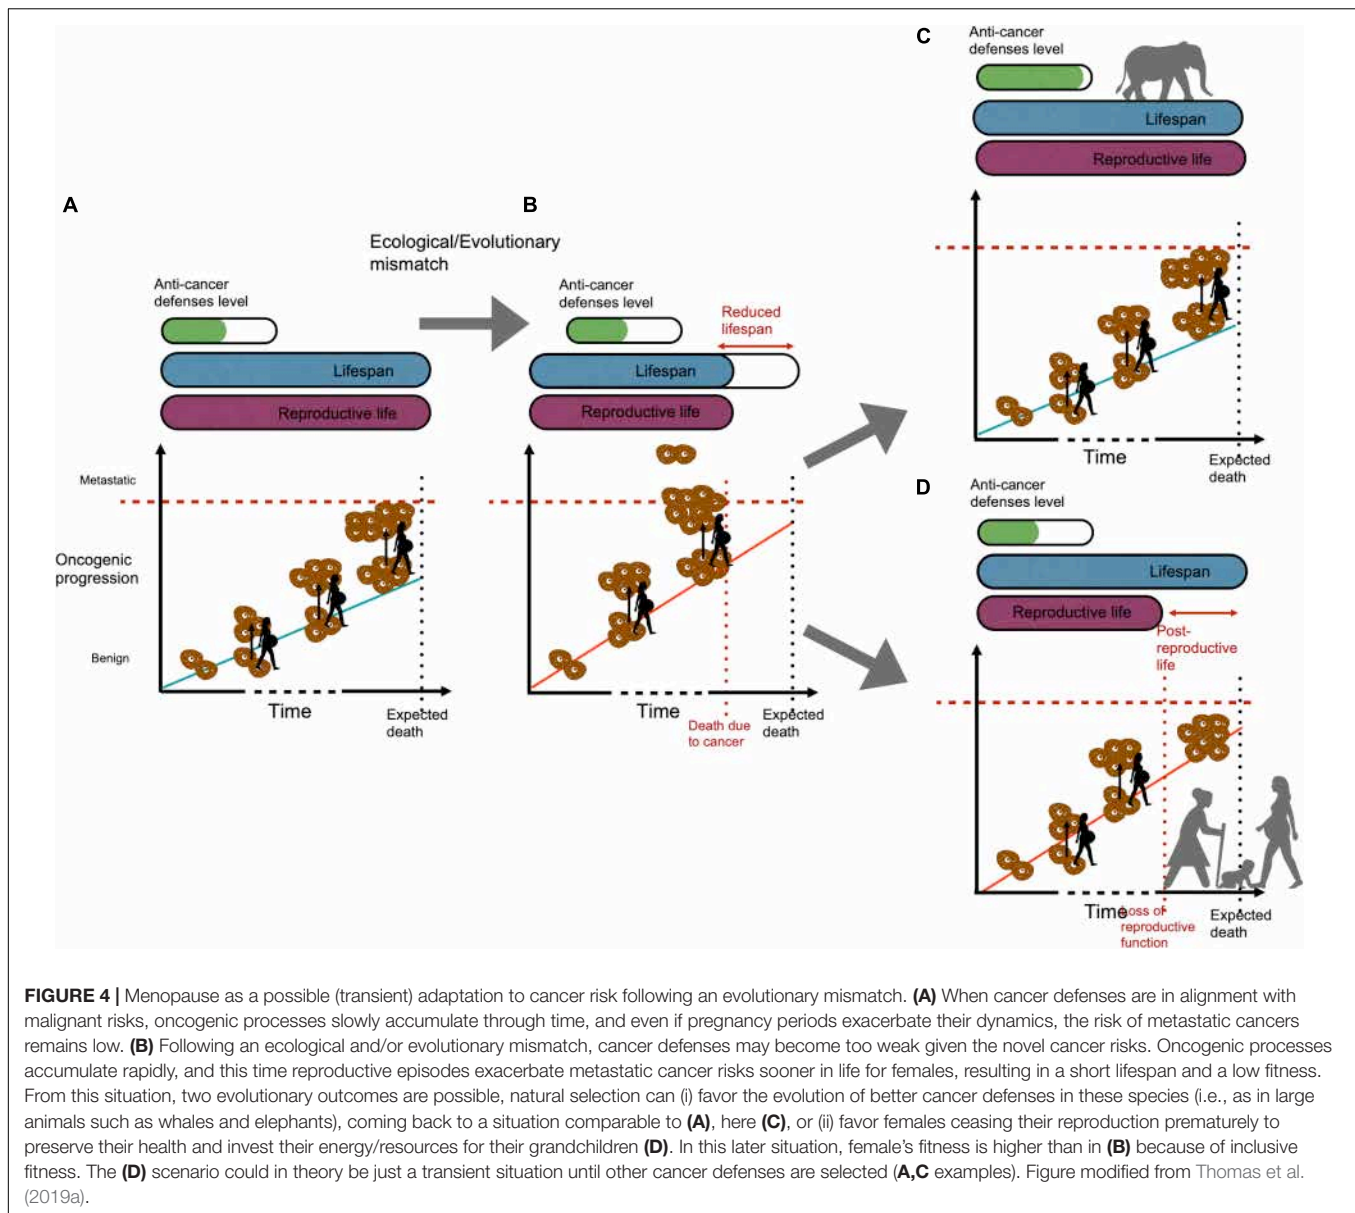 A
Anti-cancer
defenses level
Lifespan
Reproductive life
Metastatic
Oncogenic
progression
Benign
Time
Expected
death
Ecological/Evolutionary
mismatch
B
Anti-cancer
defenses level
Reduced
lifespan
Lifespan
Reproductive life
Time
Death due
to cancer
Expected
death
C
Anti-cancer
defenses level
Lifespan
Reproductive life
Time
Expected
death
D
Anti-cancer
defenses level
Lifespan
Reproductive life
Post-
reproductive
life
Time
Loss of
reproductive
function
Expected
death
FIGURE 4 | Menopause as a possible (transient) adaptation to cancer risk following an evolutionary mismatch. (A) When cancer defenses are in alignment with
malignant risks, oncogenic processes slowly accumulate through time, and even if pregnancy periods exacerbate their dynamics, the risk of metastatic cancers
remains low. (B) Following an ecological and/or evolutionary mismatch, cancer defenses may become too weak given the novel cancer risks. Oncogenic processes
accumulate rapidly, and this time reproductive episodes exacerbate metastatic cancer risks sooner in life for females, resulting in a short lifespan and a low fitness.
From this situation, two evolutionary outcomes are possible, natural selection can (i) favor the evolution of better cancer defenses in these species (i.e., as in large
animals such as whales and elephants), coming back to a situation comparable to (A), here (C), or (ii) favor females ceasing their reproduction prematurely to
preserve their health and invest their energy/resources for their grandchildren (D). In this later situation, female's fitness is higher than in (B) because of inclusive
fitness. The (D) scenario could in theory be just a transient situation until other cancer defenses are selected (A,C examples). Figure modified from Thomas et al.
(2019a).